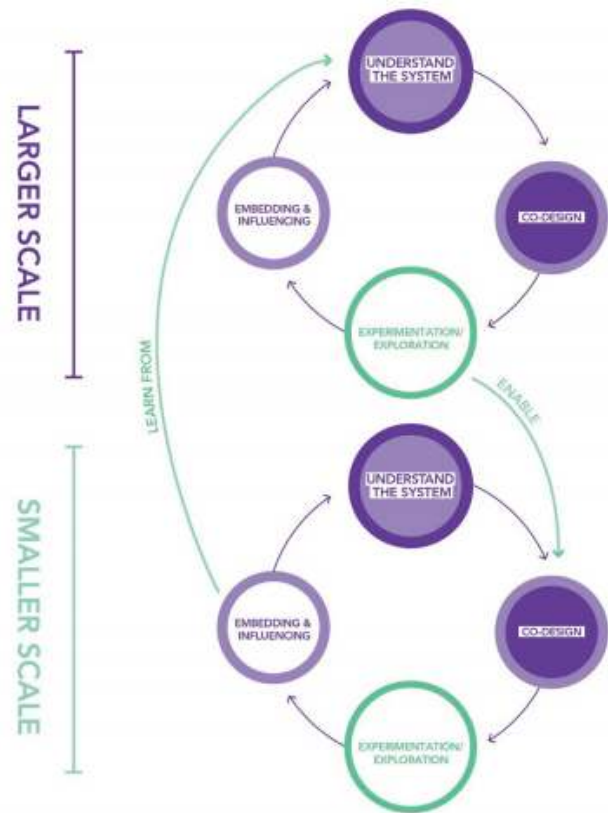 LARGER SCALE
UNDERSTAND
THE SYSTEM
EMBEDDING &
INFLUENCING
CO-DESIGN
EXPERIMENTATION/
EXPLORATION
LEARN FROM
ENABLE
SMALLER SCALE
UNDERSTAND
THE SYSTEM
EMBEDDING &
INFLUENCING
CO-DESIGN
EXPERIMENTATION/
EXPLORATION